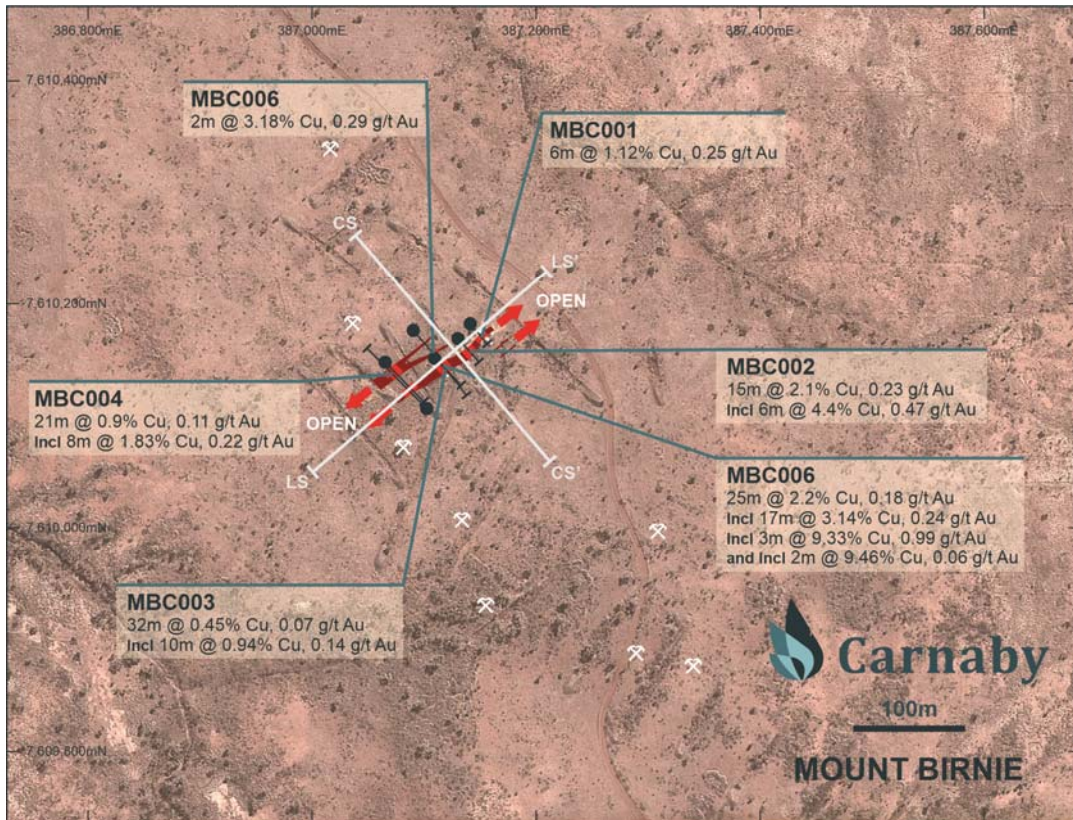 386,800mE 387,000mE 387,200mE 387,400mE 387,600mE
7,610,400mN
MBC006
2m @ 3.18% Cu, 0.29 g/t Au
MBC001
6m @ 1.12% Cu, 0.25 g/t Au
CS
LS'
7,610,200mN
OPEN
MBC002
15m @ 2.1% Cu, 0.23 g/t Au
Incl 6m @ 4.4% Cu, 0.47 g/t Au
MBC004
21m @ 0.9% Cu, 0.11 g/t Au
Incl 8m @ 1.83% Cu, 0.22 g/t Au
OPEN
LS
CS'
MBC006
25m @ 2.2% Cu, 0.18 g/t Au
Incl 17m @ 3.14% Cu, 0.24 g/t Au
Incl 3m @ 9,33% Cu, 0.99 g/t Au
and Incl 2m @ 9.46% Cu, 0.06 g/t Au
7,610,000mN
MBC003
32m @ 0.45% Cu, 0.07 g/t Au
Incl 10m @ 0.94% Cu, 0.14 g/t Au
Carnaby
100m
7,609,800mN
MOUNT BIRNIE